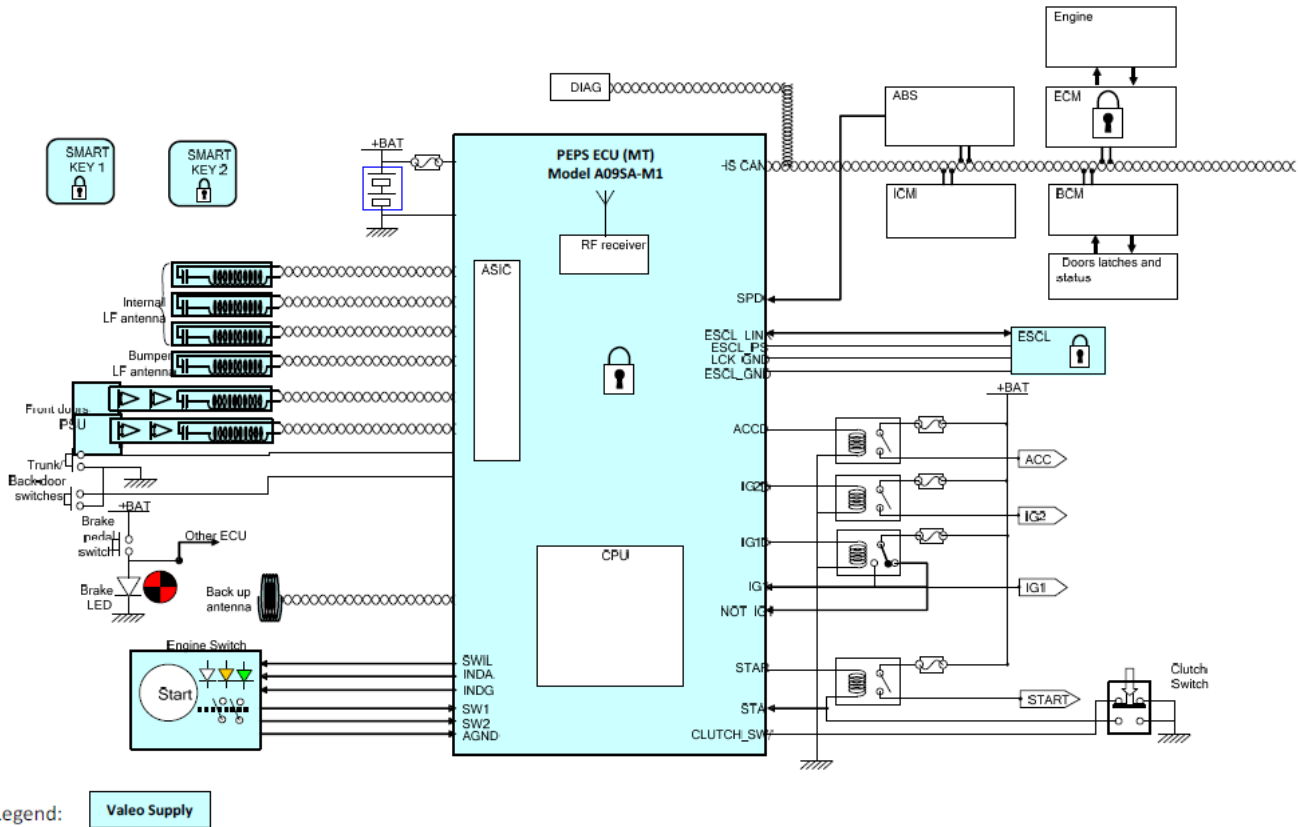 Engine
DIAG
ABS
ECM
+BAT
PEPS ECU (MT)
Model A09SA-M1
HS CAN
SMART
KEY 1
SMART
KEY 2
ICMI
BCM
RF receiver
ASIC
Doors latches and
status
Internal
LF antenna
SPD
ESCL_LIN
ESCL_PS
LCK_GND
ESCL_GND
ESCL
Bumper
LF antenna
+BAT
Front doors
PSU
ACCD
ACC
Trunk/
Back-door
switches
IG2D
IG2
+BAT
Brake
pedal
switch
Other ECU
IG1D
CPU
Brake
LED
Back up
antenna
IG1
IG1
NOT_IG1
Engine Switch
Start
SWIL
INDA
INDG
SW1
SW2
AGND
STAR
STA
START
CLUTCH_SW
Clutch
Switch
Legend:
Valeo Supply